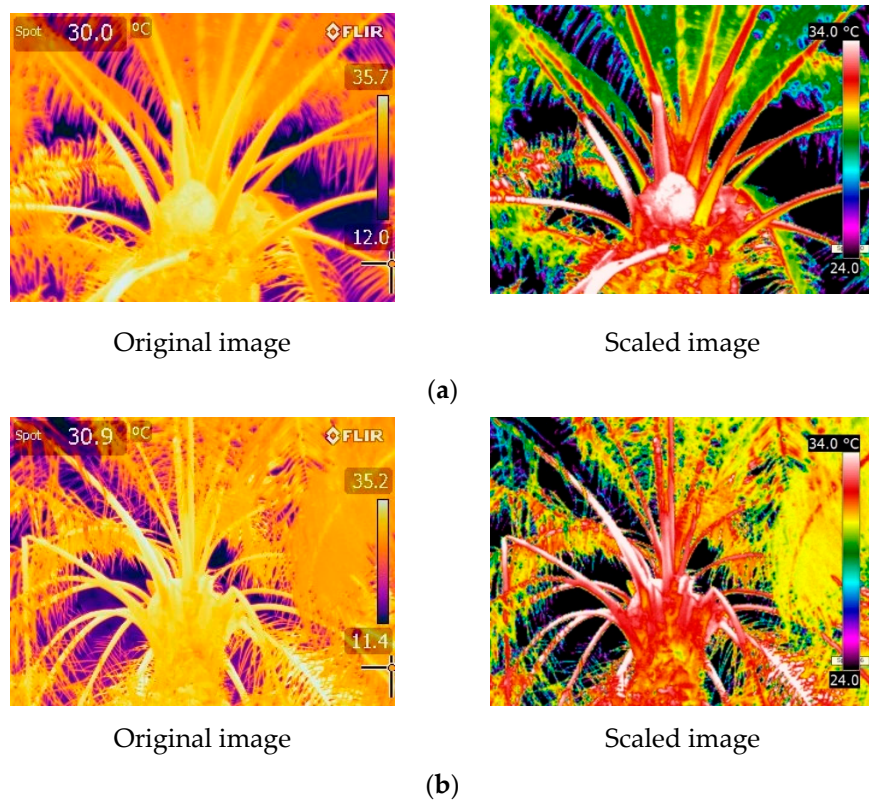 Spot 30.0 °C FLIR
35.7
12.0
34.0 °C
24.0
Original image Scaled image
(a)
Spot 30.9 °C FLIR
35.2
11.4
34.0 °C
24.0
Original image Scaled image
(b)